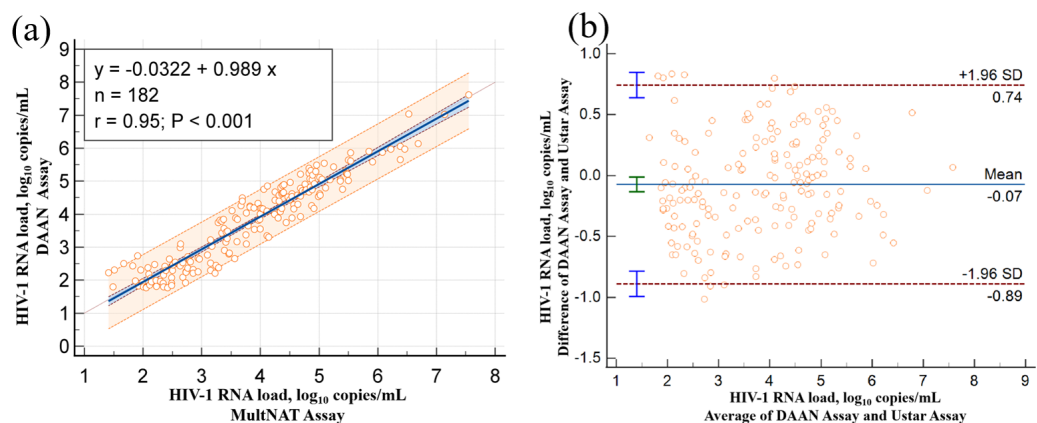 (a)
y = -0.0322 + 0.989 x
n = 182
r = 0.95; P < 0.001
HIV-1 RNA load, log₁₀ copies/mL
DAAN Assay
9
8
7
6
5
4
3
2
1
0
1 2 3 4 5 6 7 8
HIV-1 RNA load, log₁₀ copies/mL
MultNAT Assay
(b)
HIV-1 RNA load, log₁₀ copies/mL
Difference of DAAN Assay and Ustar Assay
1.0
0.5
0.0
-0.5
-1.0
-1.5
+1.96 SD
0.74
Mean
-0.07
-1.96 SD
-0.89
1 2 3 4 5 6 7 8 9
HIV-1 RNA load, log₁₀ copies/mL
Average of DAAN Assay and Ustar Assay